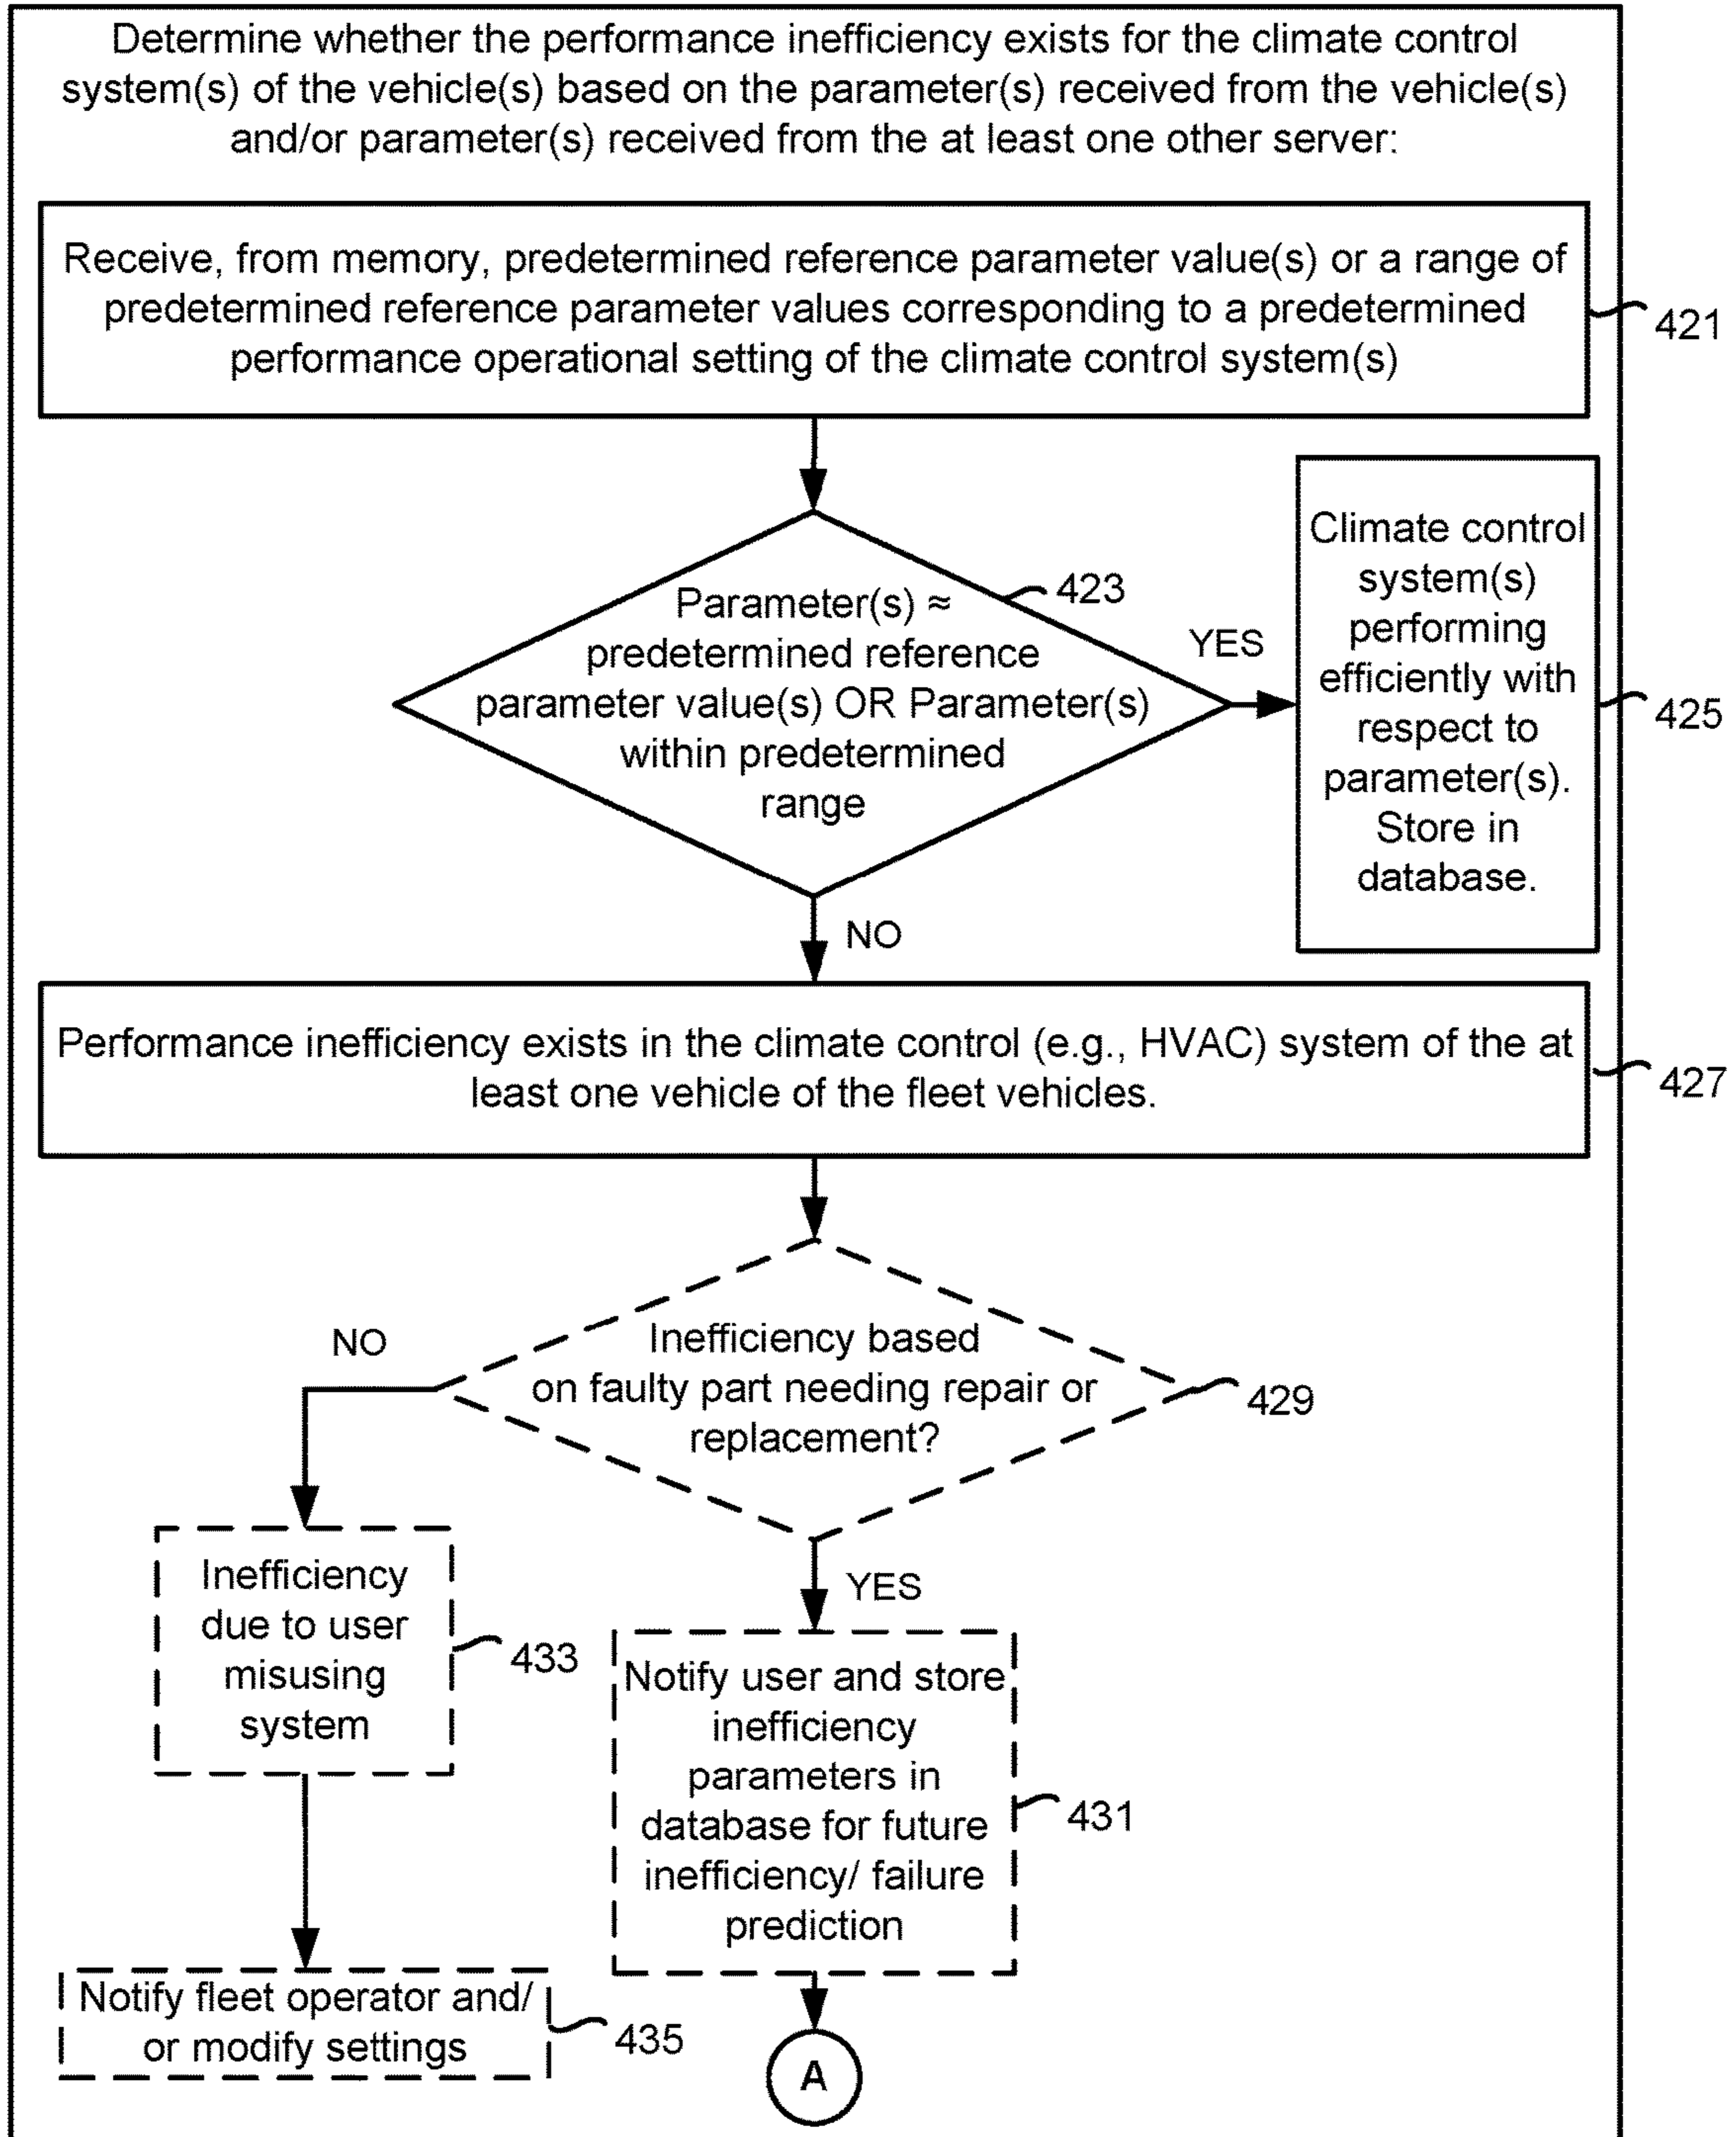 Determine whether the performance inefficiency exists for the climate control
system(s) of the vehicle(s) based on the parameter(s) received from the vehicle(s)
and/or parameter(s) received from the at least one other server:
Receive, from memory, predetermined reference parameter value(s) or a range of
predetermined reference parameter values corresponding to a predetermined
performance operational setting of the climate control system(s)
421
Parameter(s) ≈
predetermined reference
parameter value(s) OR Parameter(s)
within predetermined
range
423
YES
Climate control
system(s)
performing
efficiently with
respect to
parameter(s).
Store in
database.
425
NO
Performance inefficiency exists in the climate control (e.g., HVAC) system of the at
least one vehicle of the fleet vehicles.
427
Inefficiency based
on faulty part needing repair or
replacement?
429
NO
Inefficiency
due to user
misusing
system
433
YES
Notify user and store
inefficiency
parameters in
database for future
inefficiency/ failure
prediction
431
Notify fleet operator and/
or modify settings
435
A